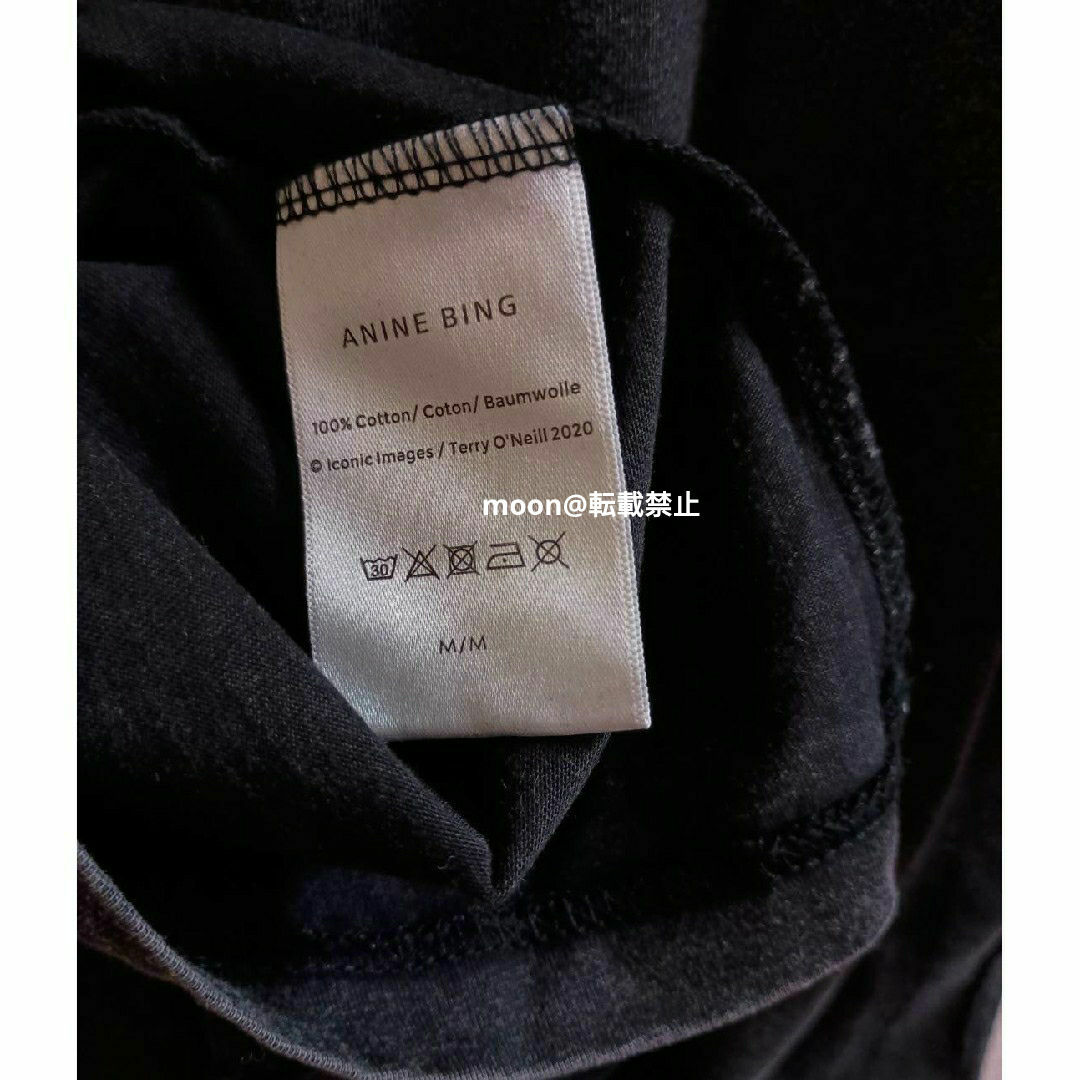 ANINE BING
100% Cotton/ Coton/ Baumwolle
© Iconic Images / Terry O'Neill 2020
moon@転載禁止
30
M/M